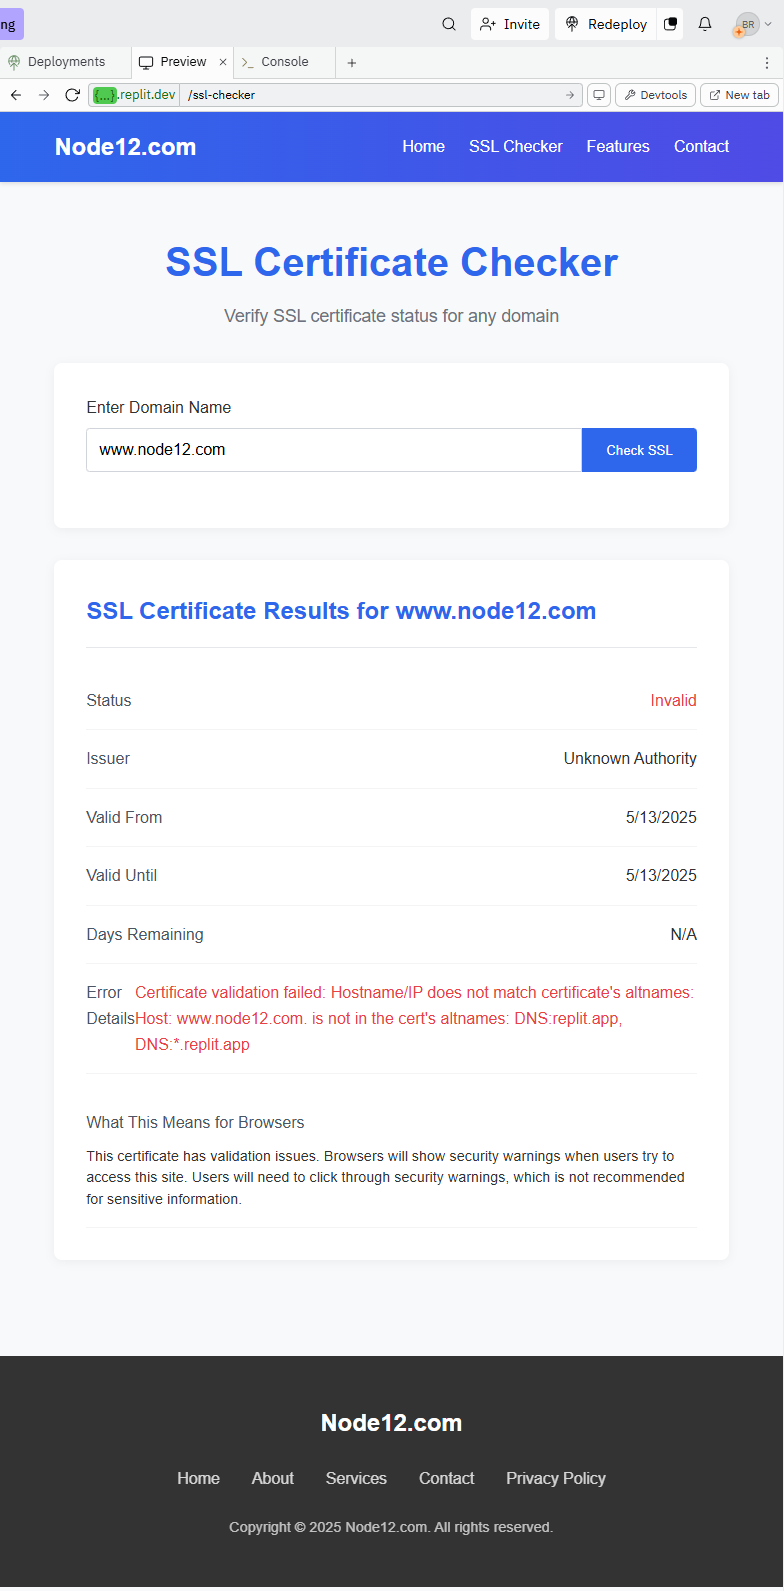 ng
Invite
Redeploy
BR
Deployments
Preview
Console
{...}.replit.dev
/ssl-checker
Devtools
New tab
Node12.com
Home
SSL Checker
Features
Contact
SSL Certificate Checker
Verify SSL certificate status for any domain
Enter Domain Name
www.node12.com
Check SSL
SSL Certificate Results for www.node12.com
Status
Invalid
Issuer
Unknown Authority
Valid From
5/13/2025
Valid Until
5/13/2025
Days Remaining
N/A
Error
Details
Certificate validation failed: Hostname/IP does not match certificate's altnames:
Host: www.node12.com. is not in the cert's altnames: DNS:replit.app,
DNS:*.replit.app
What This Means for Browsers
This certificate has validation issues. Browsers will show security warnings when users try to
access this site. Users will need to click through security warnings, which is not recommended
for sensitive information.
Node12.com
Home
About
Services
Contact
Privacy Policy
Copyright © 2025 Node12.com. All rights reserved.